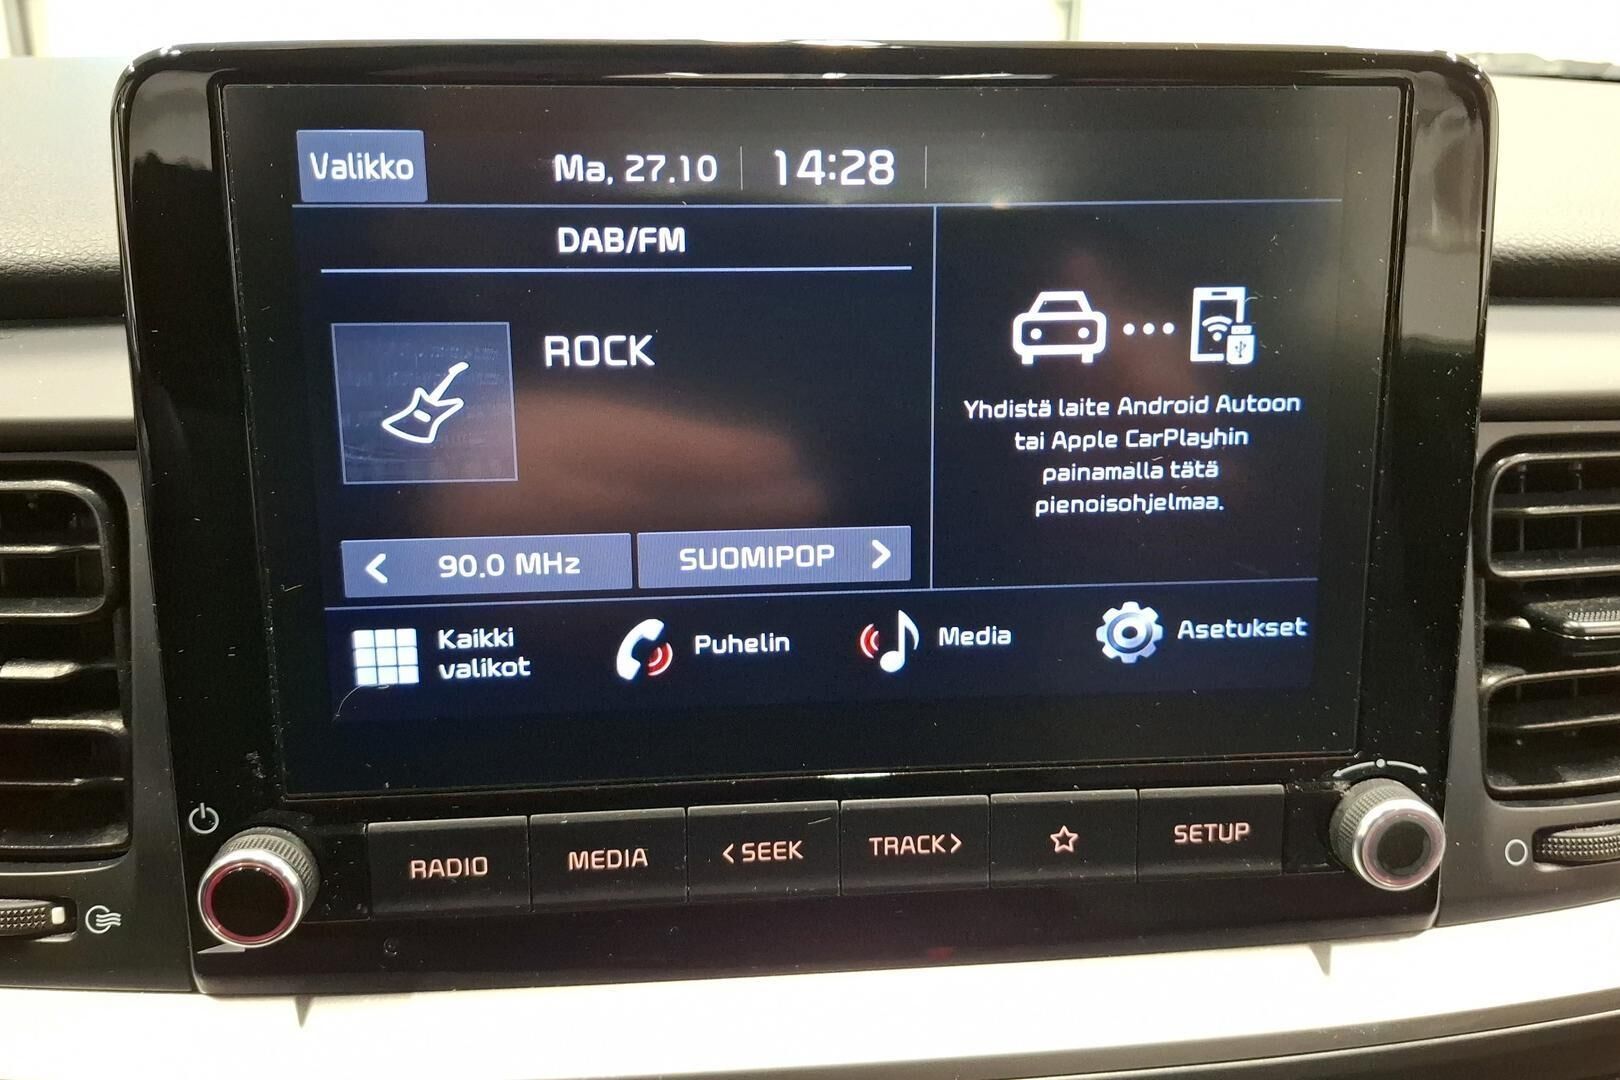 Valikko
Ma, 27.10
14:28
DAB/FM
ROCK
90.0 MHz
SUOMIPOP
Yhdistä laite Android Autoon
tai Apple CarPlayhin
painamalla tätä
pienoisohjelmaa.
Kaikki
valikot
Puhelin
Media
Asetukset
RADIO
MEDIA
<SEEK
TRACK>
SETUP